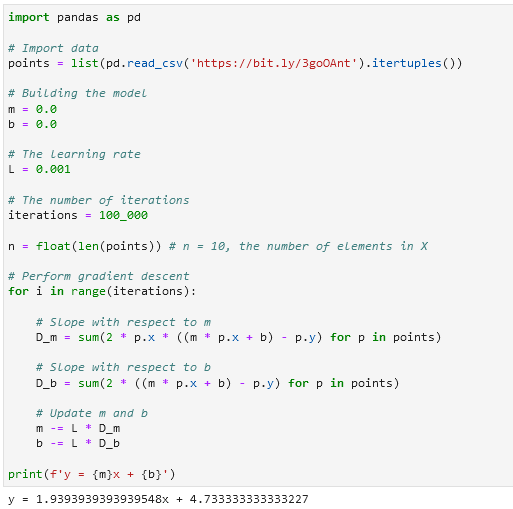 import pandas as pd
# Import data
points = list(pd.read_csv('https://bit.ly/3goOAnt').itertuples())
# Building the model
m = 0.0
b = 0.0
# The learning rate
L = 0.001
# The number of iterations
iterations = 100_000
n = float(len(points)) # n = 10, the number of elements in X
# Perform gradient descent
for i in range(iterations):
    # Slope with respect to m
    D_m = sum(2 * p.x * ((m * p.x + b) - p.y) for p in points)
    # Slope with respect to b
    D_b = sum(2 * ((m * p.x + b) - p.y) for p in points)
    # Update m and b
    m -= L * D_m
    b -= L * D_b
print(f'y = {m}x + {b}')
y = 1.9393939393939548x + 4.733333333333227